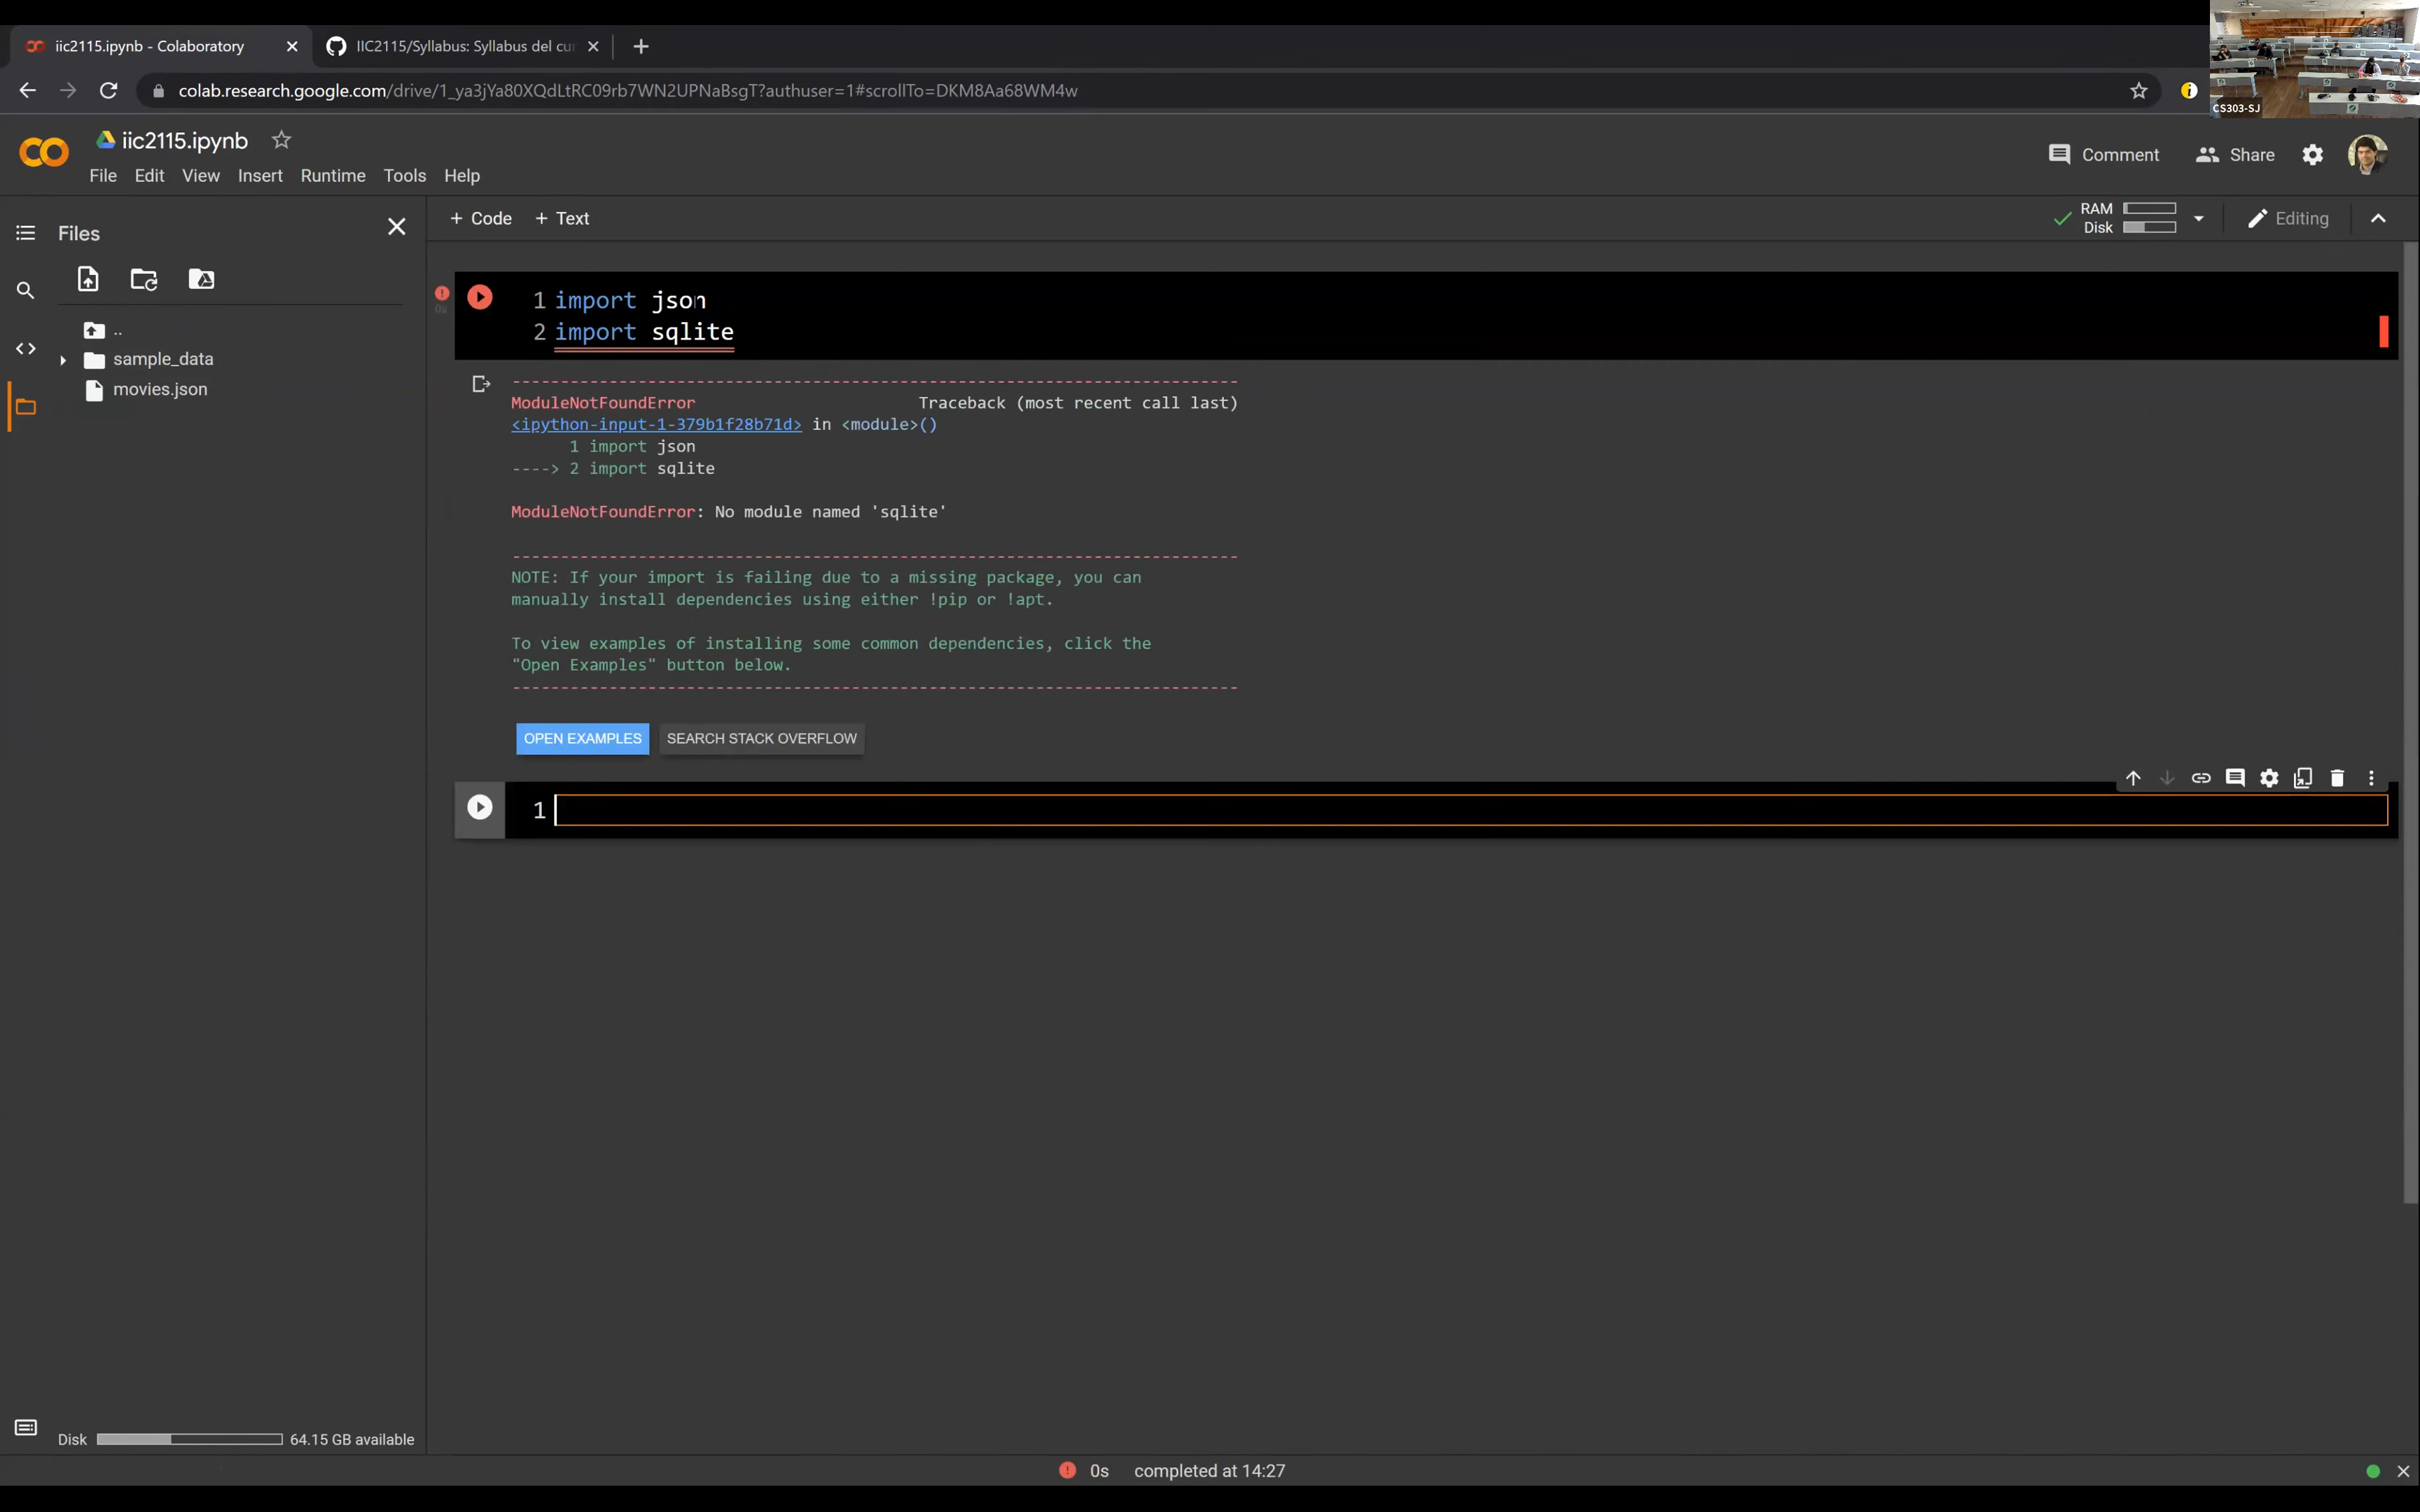 iic2115.ipynb - Colaboratory
IIC2115/Syllabus: Syllabus del cur
colab.research.google.com/drive/1_ya3jYa80XQdLtRC09rb7WN2UPNaBsgT?authuser=1#scrollTo=DKM8Aa68WM4w
CS303-SJ
iic2115.ipynb
Comment
Share
File Edit View Insert Runtime Tools Help
Files
+ Code + Text
RAM
Disk
Editing
..
sample_data
movies.json
0s
1 import json
2 import sqlite
---------------------------------------------------------------------------
ModuleNotFoundError Traceback (most recent call last)
<ipython-input-1-379b1f28b71d> in <module>()
1 import json
----> 2 import sqlite
ModuleNotFoundError: No module named 'sqlite'
---------------------------------------------------------------------------
NOTE: If your import is failing due to a missing package, you can
manually install dependencies using either !pip or !apt.
To view examples of installing some common dependencies, click the
"Open Examples" button below.
---------------------------------------------------------------------------
OPEN EXAMPLES SEARCH STACK OVERFLOW
1
Disk 64.15 GB available
0s completed at 14:27